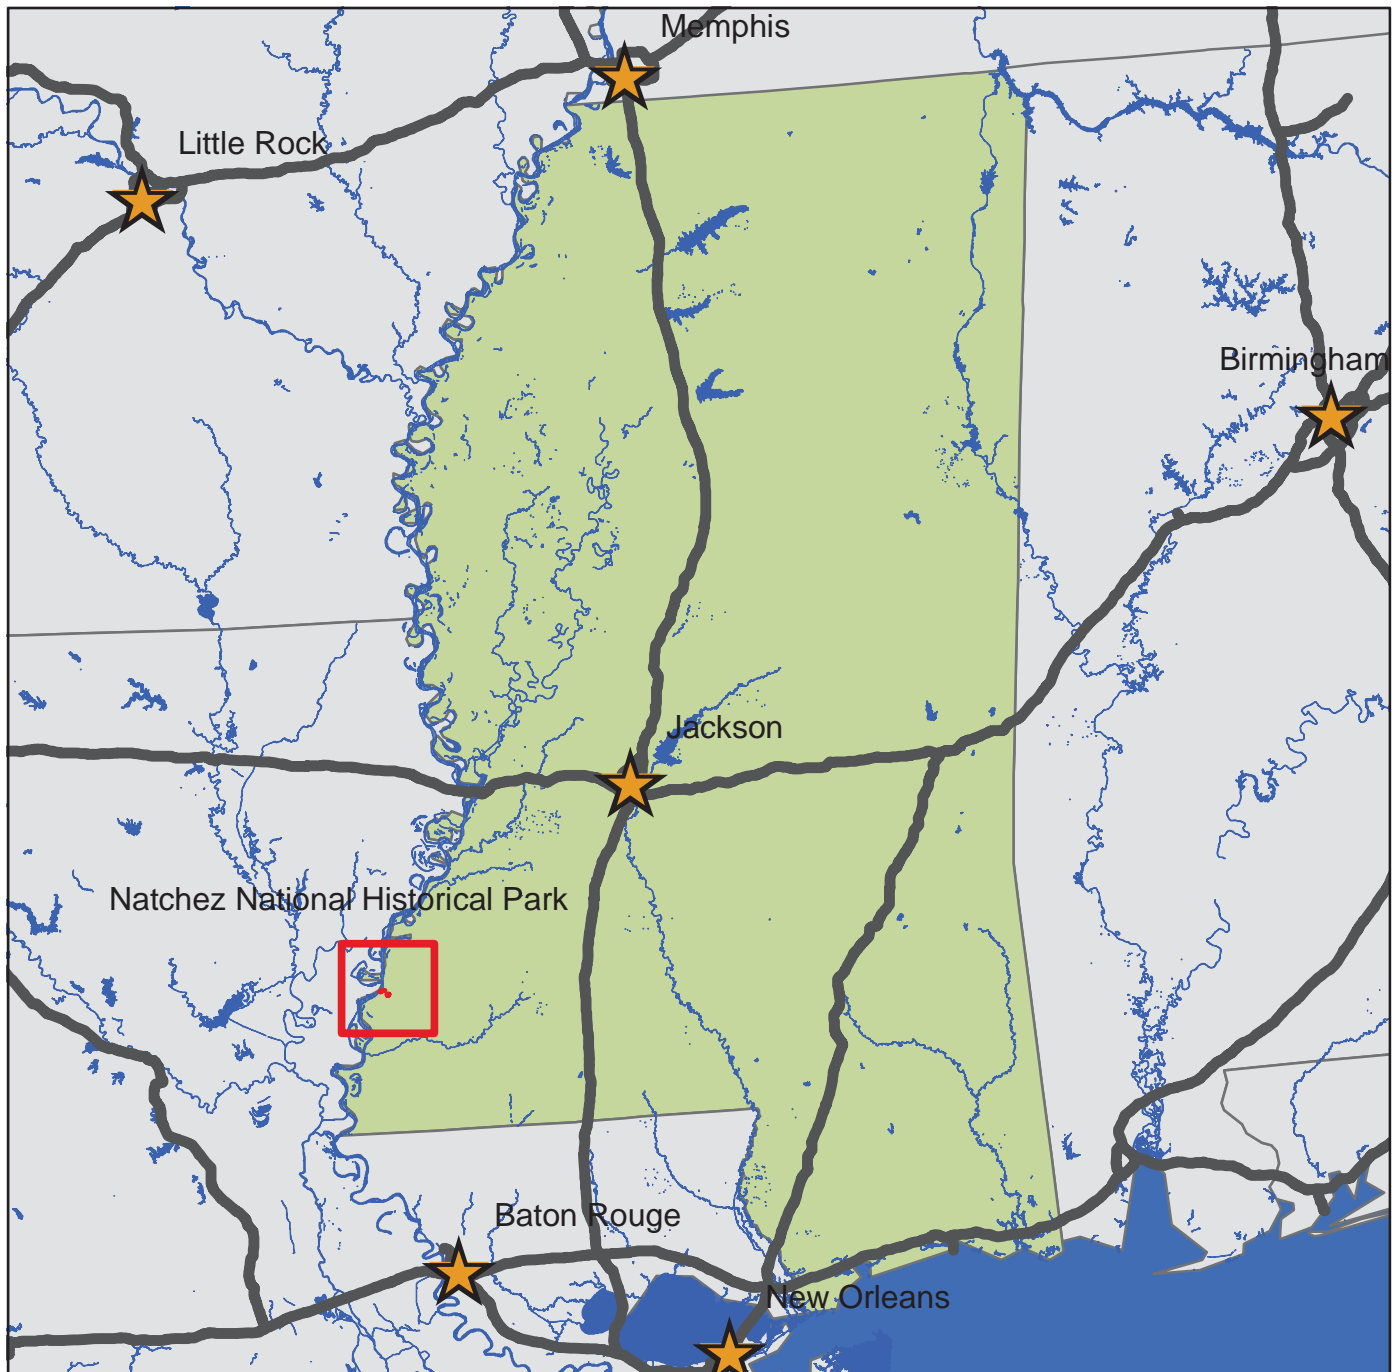 Memphis
Little Rock
Birmingham
Jackson
Natchez National Historical Park
Baton Rouge
New Orleans